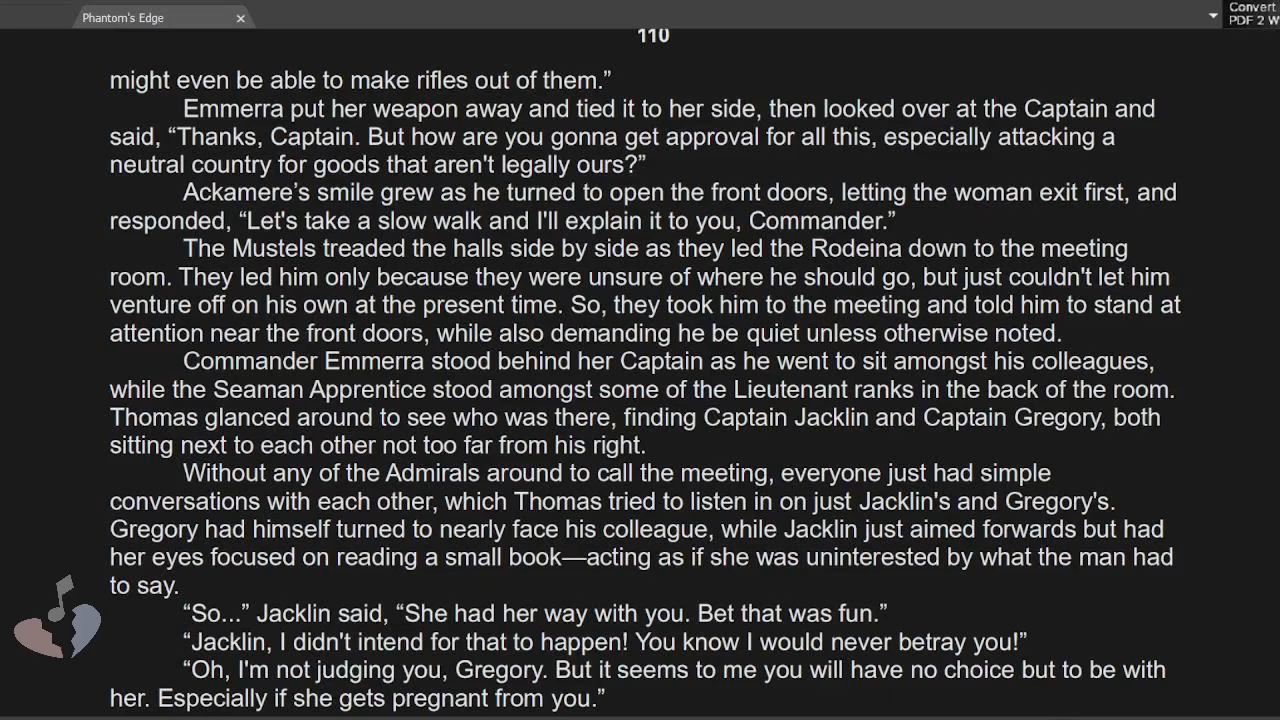 Phantom's Edge
Convert
PDF 2 W
110
might even be able to make rifles out of them.”
Emmerra put her weapon away and tied it to her side, then looked over at the Captain and
said, “Thanks, Captain. But how are you gonna get approval for all this, especially attacking a
neutral country for goods that aren't legally ours?”
Ackamere’s smile grew as he turned to open the front doors, letting the woman exit first, and
responded, “Let's take a slow walk and I'll explain it to you, Commander.”
The Mustels treaded the halls side by side as they led the Rodeina down to the meeting
room. They led him only because they were unsure of where he should go, but just couldn't let him
venture off on his own at the present time. So, they took him to the meeting and told him to stand at
attention near the front doors, while also demanding he be quiet unless otherwise noted.
Commander Emmerra stood behind her Captain as he went to sit amongst his colleagues,
while the Seaman Apprentice stood amongst some of the Lieutenant ranks in the back of the room.
Thomas glanced around to see who was there, finding Captain Jacklin and Captain Gregory, both
sitting next to each other not too far from his right.
Without any of the Admirals around to call the meeting, everyone just had simple
conversations with each other, which Thomas tried to listen in on just Jacklin's and Gregory's.
Gregory had himself turned to nearly face his colleague, while Jacklin just aimed forwards but had
her eyes focused on reading a small book—acting as if she was uninterested by what the man had
to say.
“So...” Jacklin said, “She had her way with you. Bet that was fun.”
“Jacklin, I didn't intend for that to happen! You know I would never betray you!”
“Oh, I'm not judging you, Gregory. But it seems to me you will have no choice but to be with
her. Especially if she gets pregnant from you.”